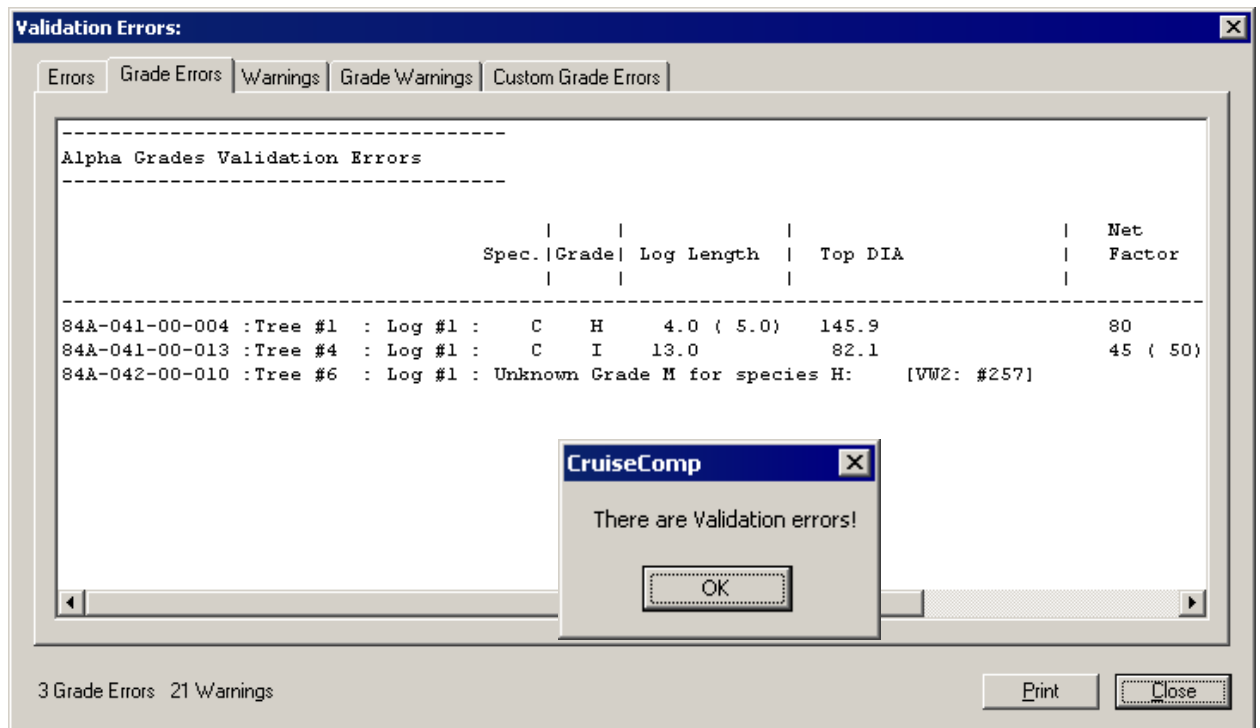 Validation Errors:
Errors Grade Errors Warnings Grade Warnings Custom Grade Errors
-------------------------------------
Alpha Grades Validation Errors
-------------------------------------
| | | | Net
Spec.|Grade| Log Length | Top DIA | Factor
| | | |
-----------------------------------------------------------------------------------------------
84A-041-00-004 :Tree #1 : Log #1 : C H 4.0 ( 5.0) 145.9 80
84A-041-00-013 :Tree #4 : Log #1 : C I 13.0 82.1 45 ( 50)
84A-042-00-010 :Tree #6 : Log #1 : Unknown Grade M for species H: [VW2: #257]
CruiseComp
There are Validation errors!
OK
3 Grade Errors 21 Warnings
Print Close